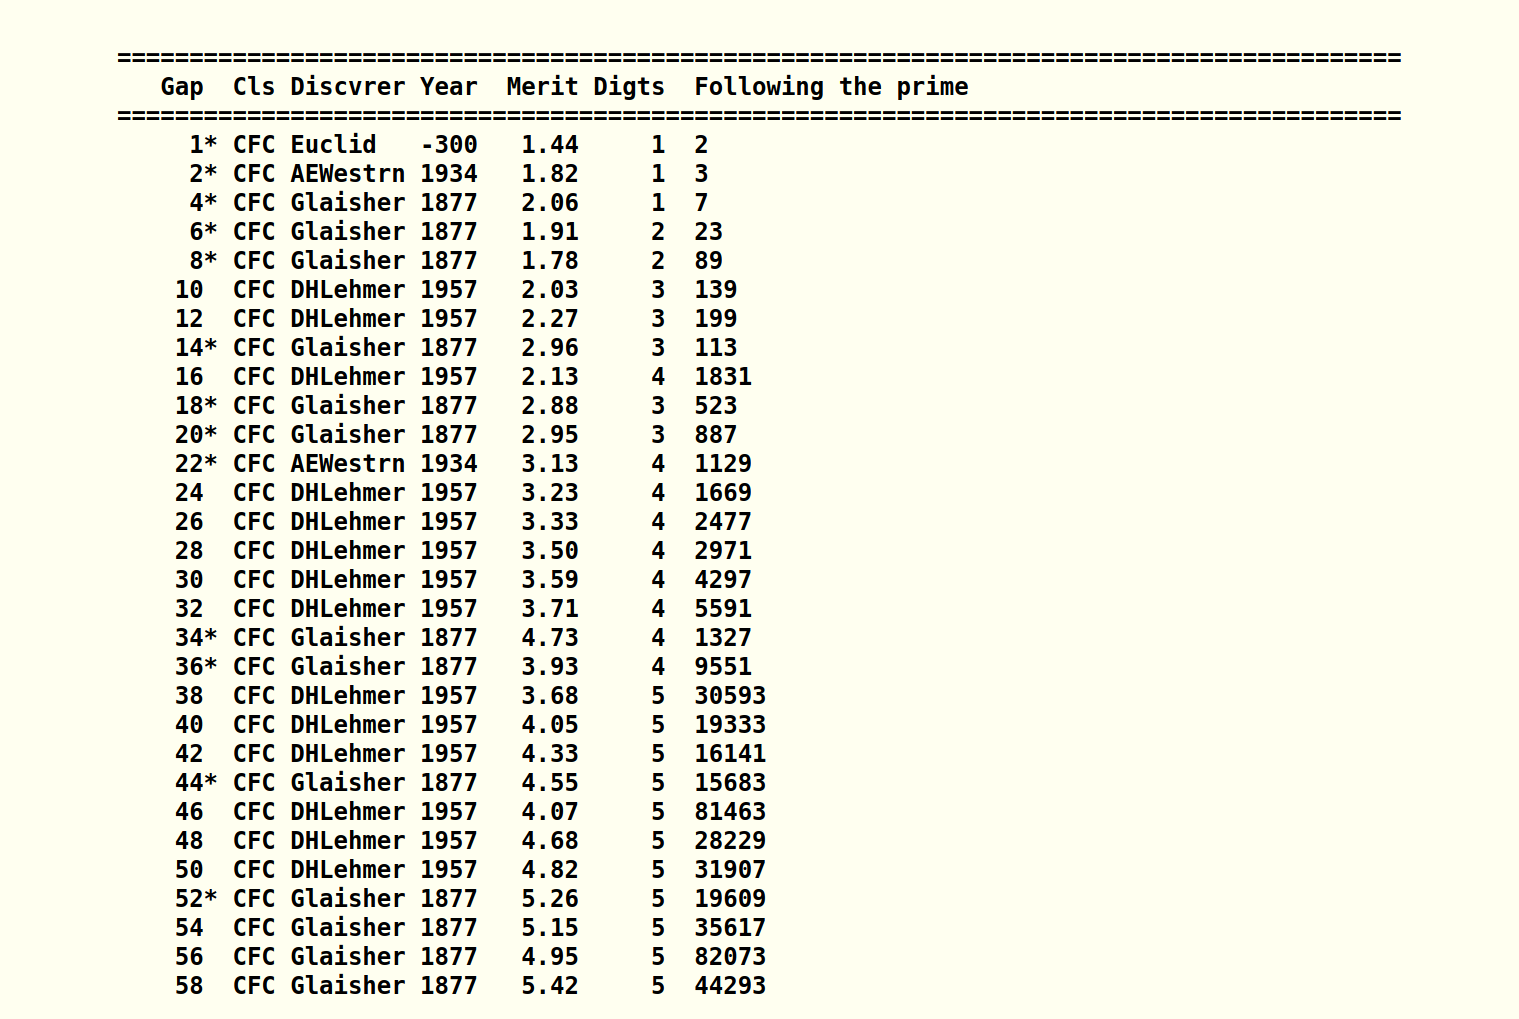 =========================================================================================
Gap  Cls Discvrer Year  Merit Digts  Following the prime
=========================================================================================
1* CFC Euclid   -300   1.44     1  2
2* CFC AEWestrn 1934   1.82     1  3
4* CFC Glaisher 1877   2.06     1  7
6* CFC Glaisher 1877   1.91     2  23
8* CFC Glaisher 1877   1.78     2  89
10  CFC DHLehmer 1957   2.03     3  139
12  CFC DHLehmer 1957   2.27     3  199
14* CFC Glaisher 1877   2.96     3  113
16  CFC DHLehmer 1957   2.13     4  1831
18* CFC Glaisher 1877   2.88     3  523
20* CFC Glaisher 1877   2.95     3  887
22* CFC AEWestrn 1934   3.13     4  1129
24  CFC DHLehmer 1957   3.23     4  1669
26  CFC DHLehmer 1957   3.33     4  2477
28  CFC DHLehmer 1957   3.50     4  2971
30  CFC DHLehmer 1957   3.59     4  4297
32  CFC DHLehmer 1957   3.71     4  5591
34* CFC Glaisher 1877   4.73     4  1327
36* CFC Glaisher 1877   3.93     4  9551
38  CFC DHLehmer 1957   3.68     5  30593
40  CFC DHLehmer 1957   4.05     5  19333
42  CFC DHLehmer 1957   4.33     5  16141
44* CFC Glaisher 1877   4.55     5  15683
46  CFC DHLehmer 1957   4.07     5  81463
48  CFC DHLehmer 1957   4.68     5  28229
50  CFC DHLehmer 1957   4.82     5  31907
52* CFC Glaisher 1877   5.26     5  19609
54  CFC Glaisher 1877   5.15     5  35617
56  CFC Glaisher 1877   4.95     5  82073
58  CFC Glaisher 1877   5.42     5  44293